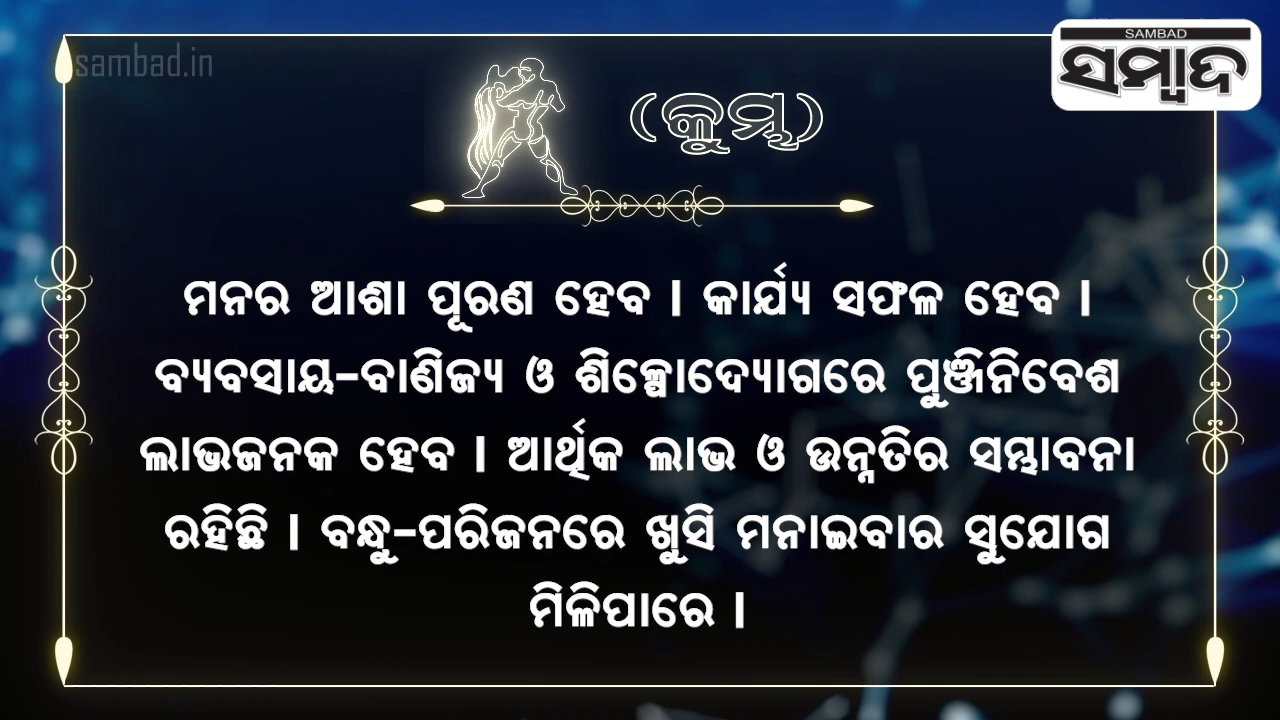 sambad.in
SAMBAD
ସମ୍ବାଦ
(କୁମ୍ଭ)
ମନର ଆଶା ପୂରଣ ହେବ । କାର୍ଯ୍ୟ ସଫଳ ହେବ ।
ବ୍ୟବସାୟ-ବାଣିଜ୍ୟ ଓ ଶିଳ୍ପୋଦ୍ୟୋଗରେ ପୁଞ୍ଜିନିବେଶ
ଲାଭଜନକ ହେବ । ଆର୍ଥିକ ଲାଭ ଓ ଉନ୍ନତିର ସମ୍ଭାବନା
ରହିଛି । ବନ୍ଧୁ-ପରିଜନରେ ଖୁସି ମନାଇବାର ସୁଯୋଗ
ମିଳିପାରେ ।